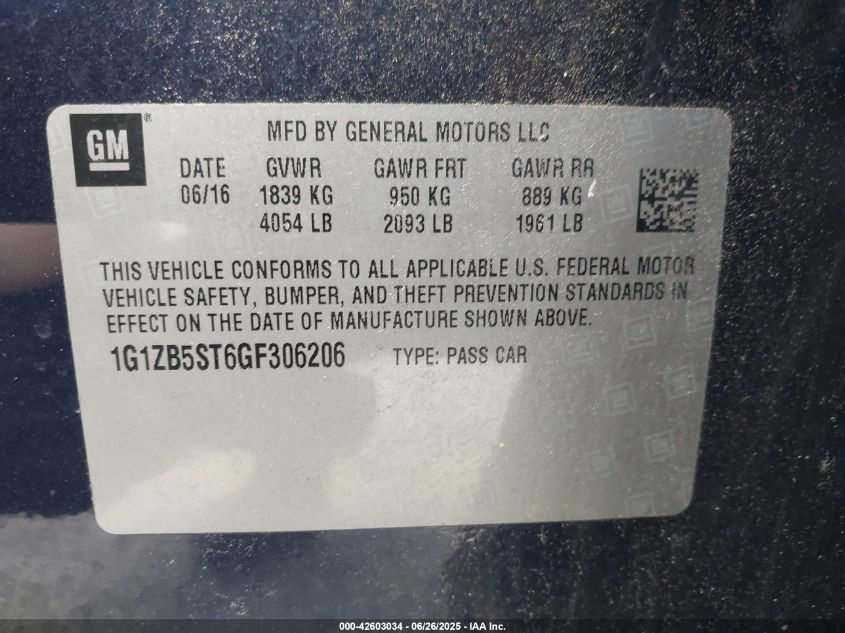 GM ®
MFD BY GENERAL MOTORS LLC
DATE GVWR GAWR FRT GAWR RR
06/16 1839 KG 950 KG 889 KG
4054 LB 2093 LB 1961 LB
THIS VEHICLE CONFORMS TO ALL APPLICABLE U.S. FEDERAL MOTOR
VEHICLE SAFETY, BUMPER, AND THEFT PREVENTION STANDARDS IN
EFFECT ON THE DATE OF MANUFACTURE SHOWN ABOVE.
1G1ZB5ST6GF306206 TYPE: PASS CAR
000-42603034 - 06/26/2025 - IAA Inc.